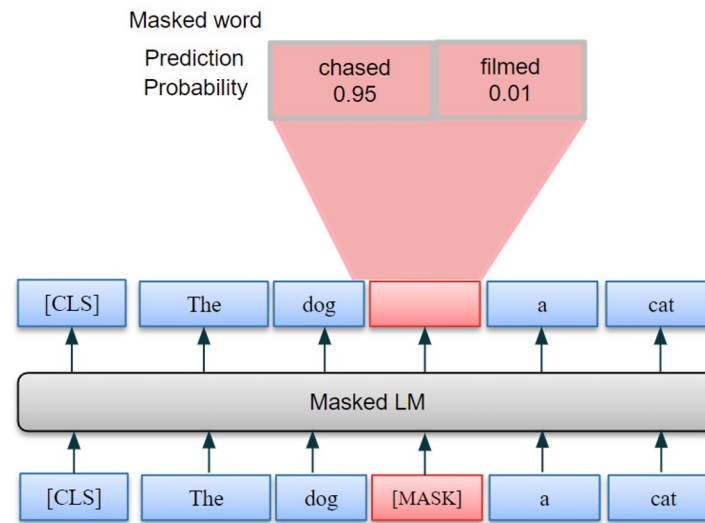 Masked word
Prediction
Probability
chased
0.95
filmed
0.01
[CLS] The dog a cat
Masked LM
[CLS] The dog [MASK] a cat